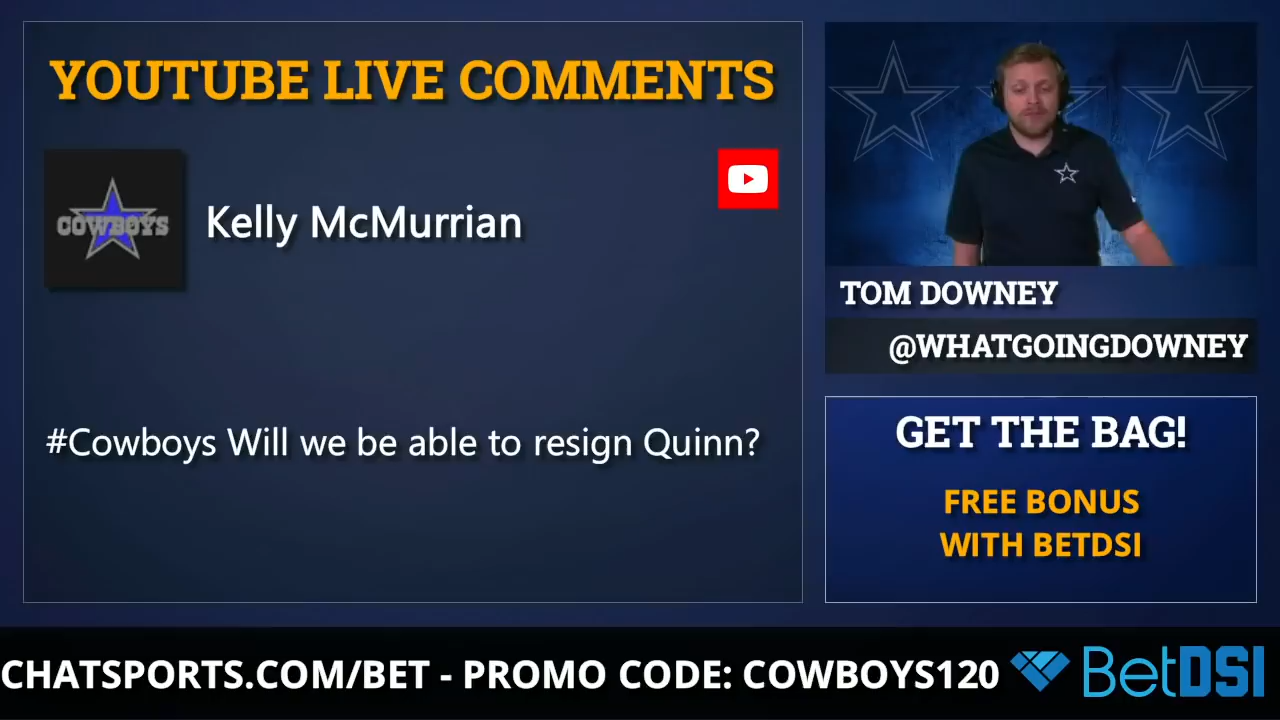 YOUTUBE LIVE COMMENTS
COWBOYS
Kelly McMurrian
#Cowboys Will we be able to resign Quinn?
TOM DOWNEY
@WHATGOINGDOWNEY
GET THE BAG!
FREE BONUS
WITH BETDSI
CHATSPORTS.COM/BET - PROMO CODE: COWBOYS120
BetDSI